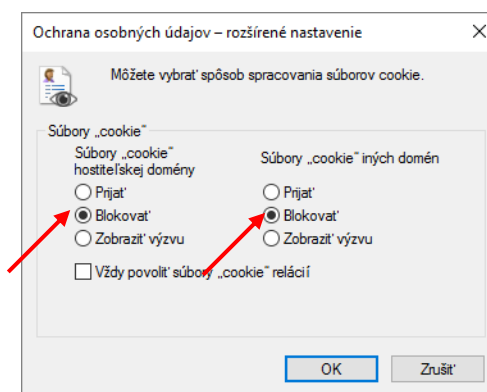 Ochrana osobných údajov – rozšírené nastavenie
Môžete vybrať spôsob spracovania súborov cookie.
Súbory „cookie“
Súbory „cookie“
hostiteľskej domény
Prijať
Blokovať
Zobraziť výzvu
Súbory „cookie“ iných domén
Prijať
Blokovať
Zobraziť výzvu
Vždy povoliť súbory „cookie“ relácií
OK
Zrušiť